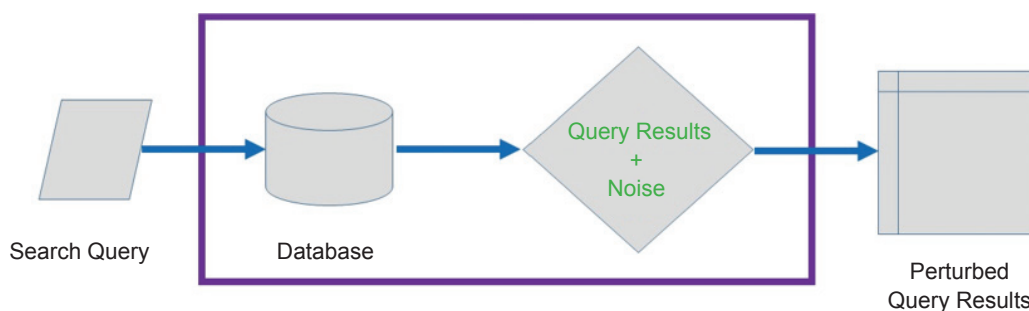 Search Query
Database
Query Results
+
Noise
Perturbed
Query Results